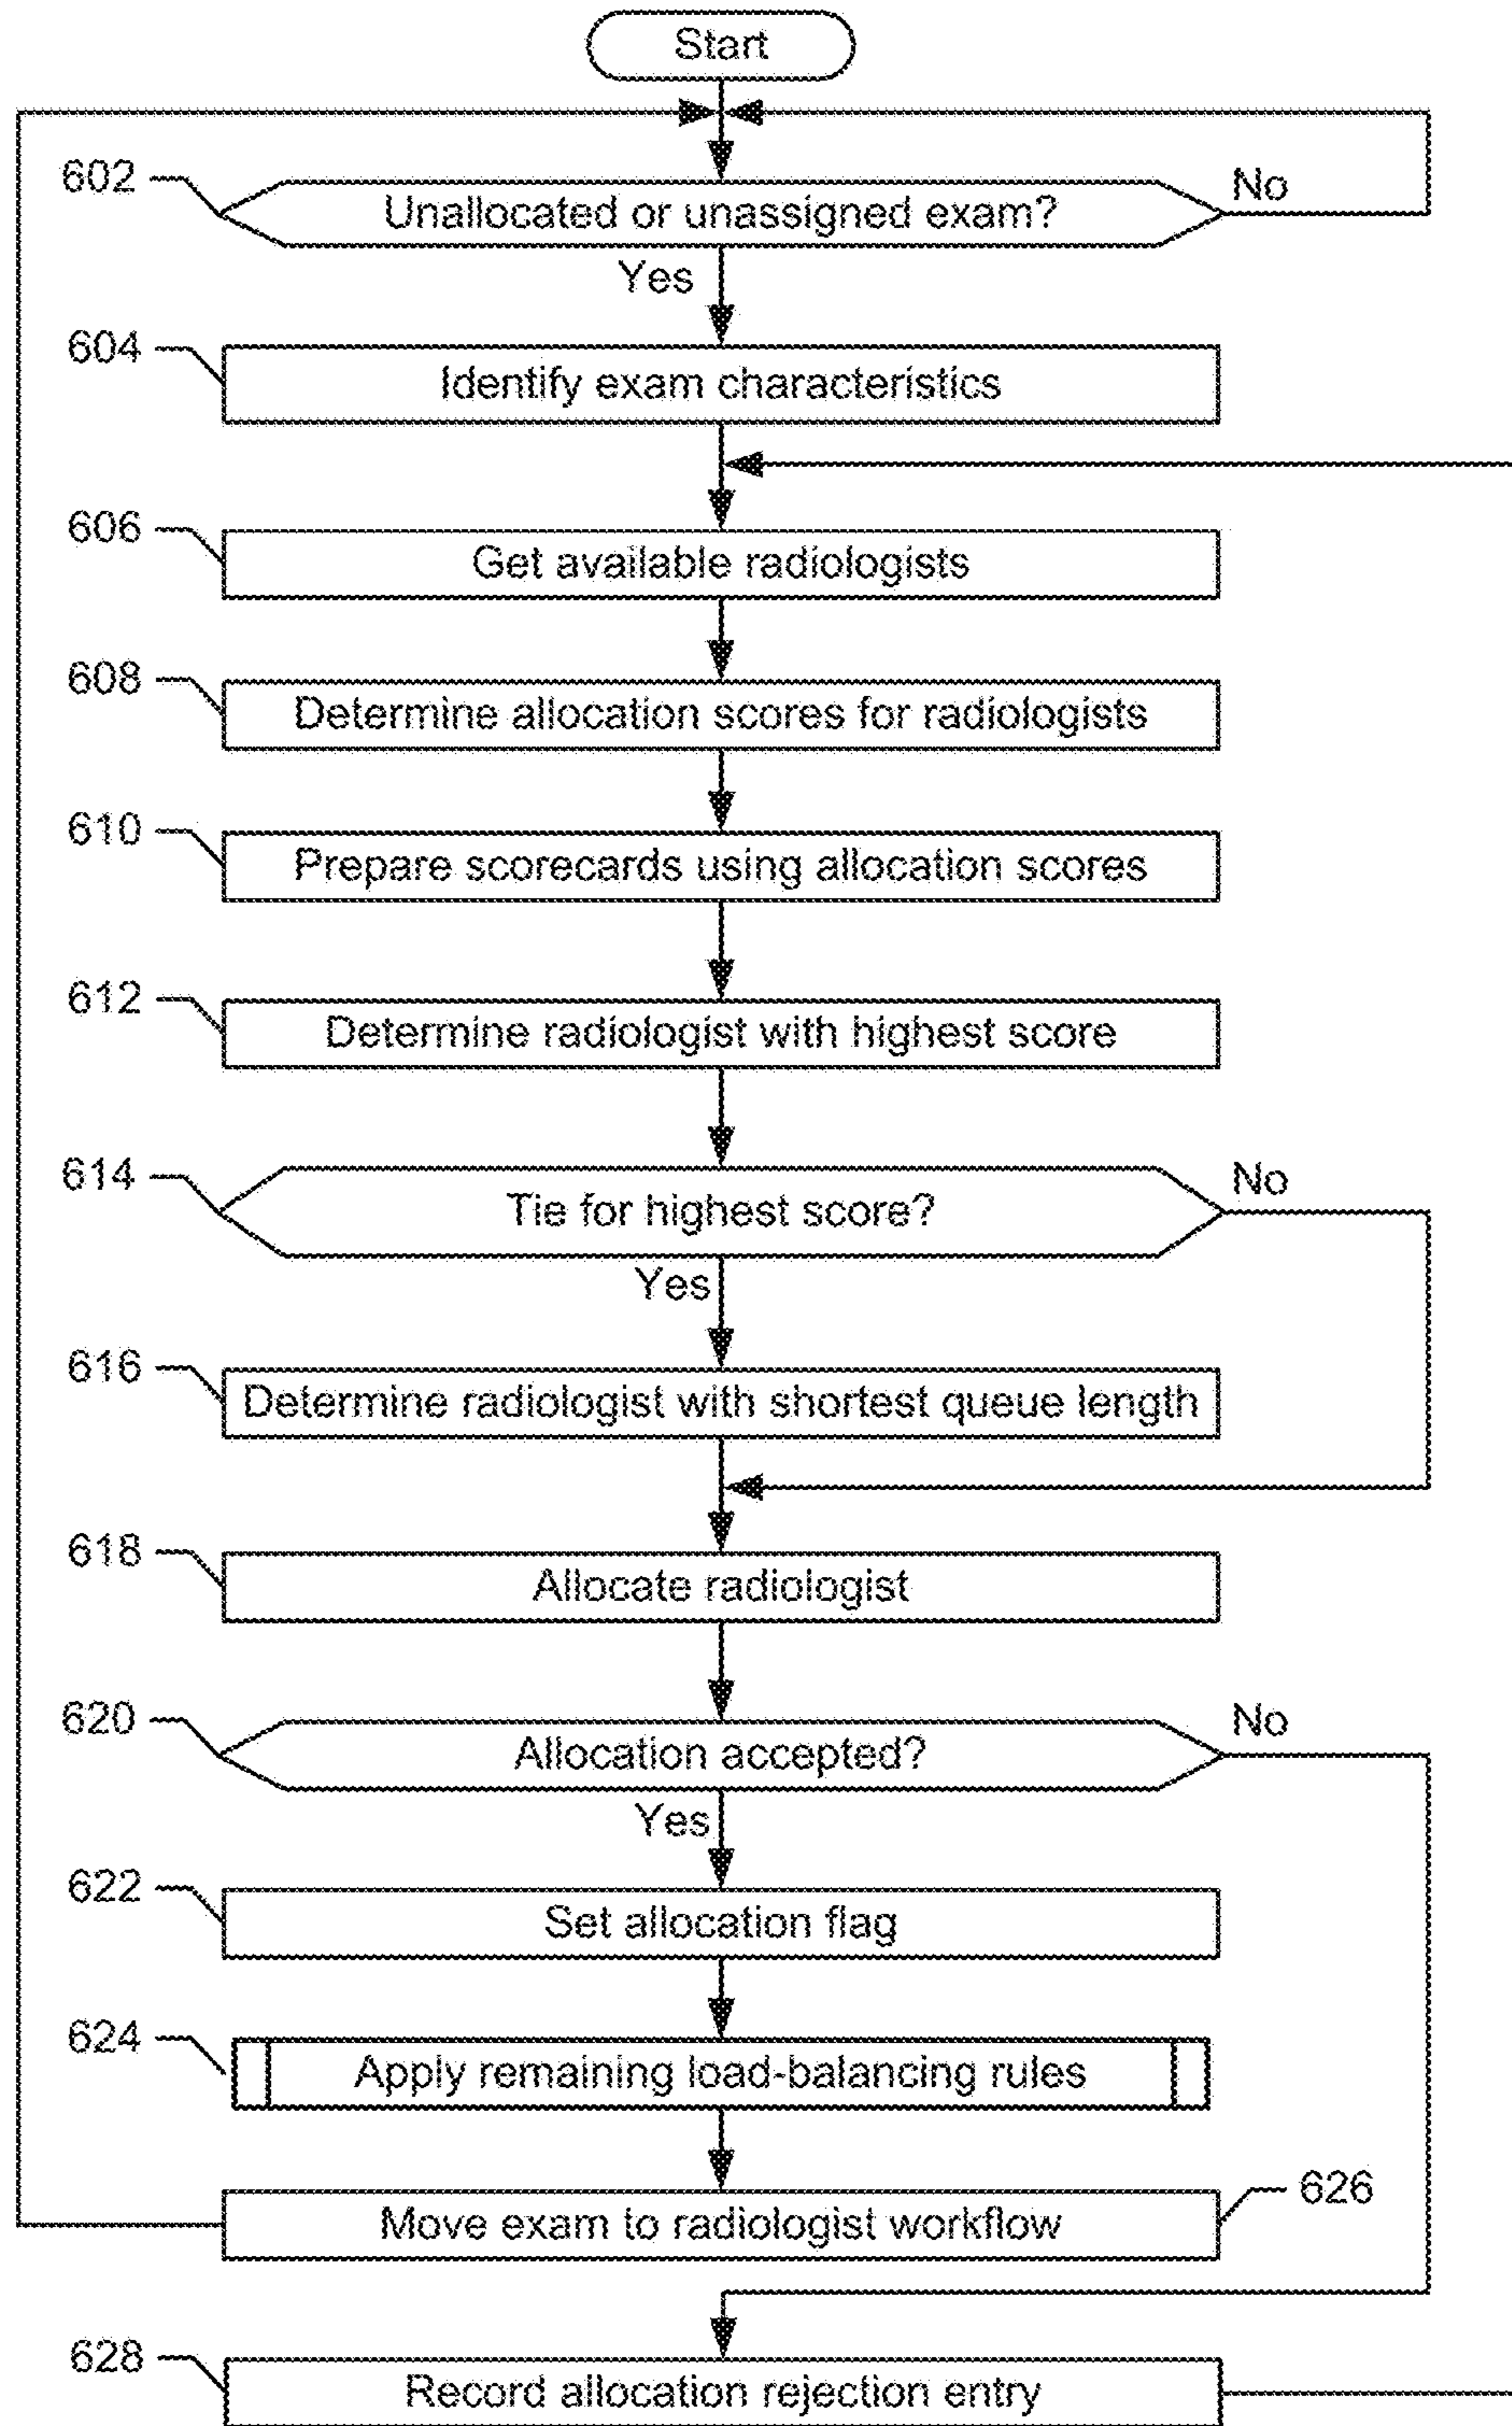 Start
602
Unallocated or unassigned exam?
No
Yes
604
Identify exam characteristics
606
Get available radiologists
608
Determine allocation scores for radiologists
610
Prepare scorecards using allocation scores
612
Determine radiologist with highest score
614
Tie for highest score?
No
Yes
616
Determine radiologist with shortest queue length
618
Allocate radiologist
620
Allocation accepted?
No
Yes
622
Set allocation flag
624
Apply remaining load-balancing rules
626
Move exam to radiologist workflow
628
Record allocation rejection entry